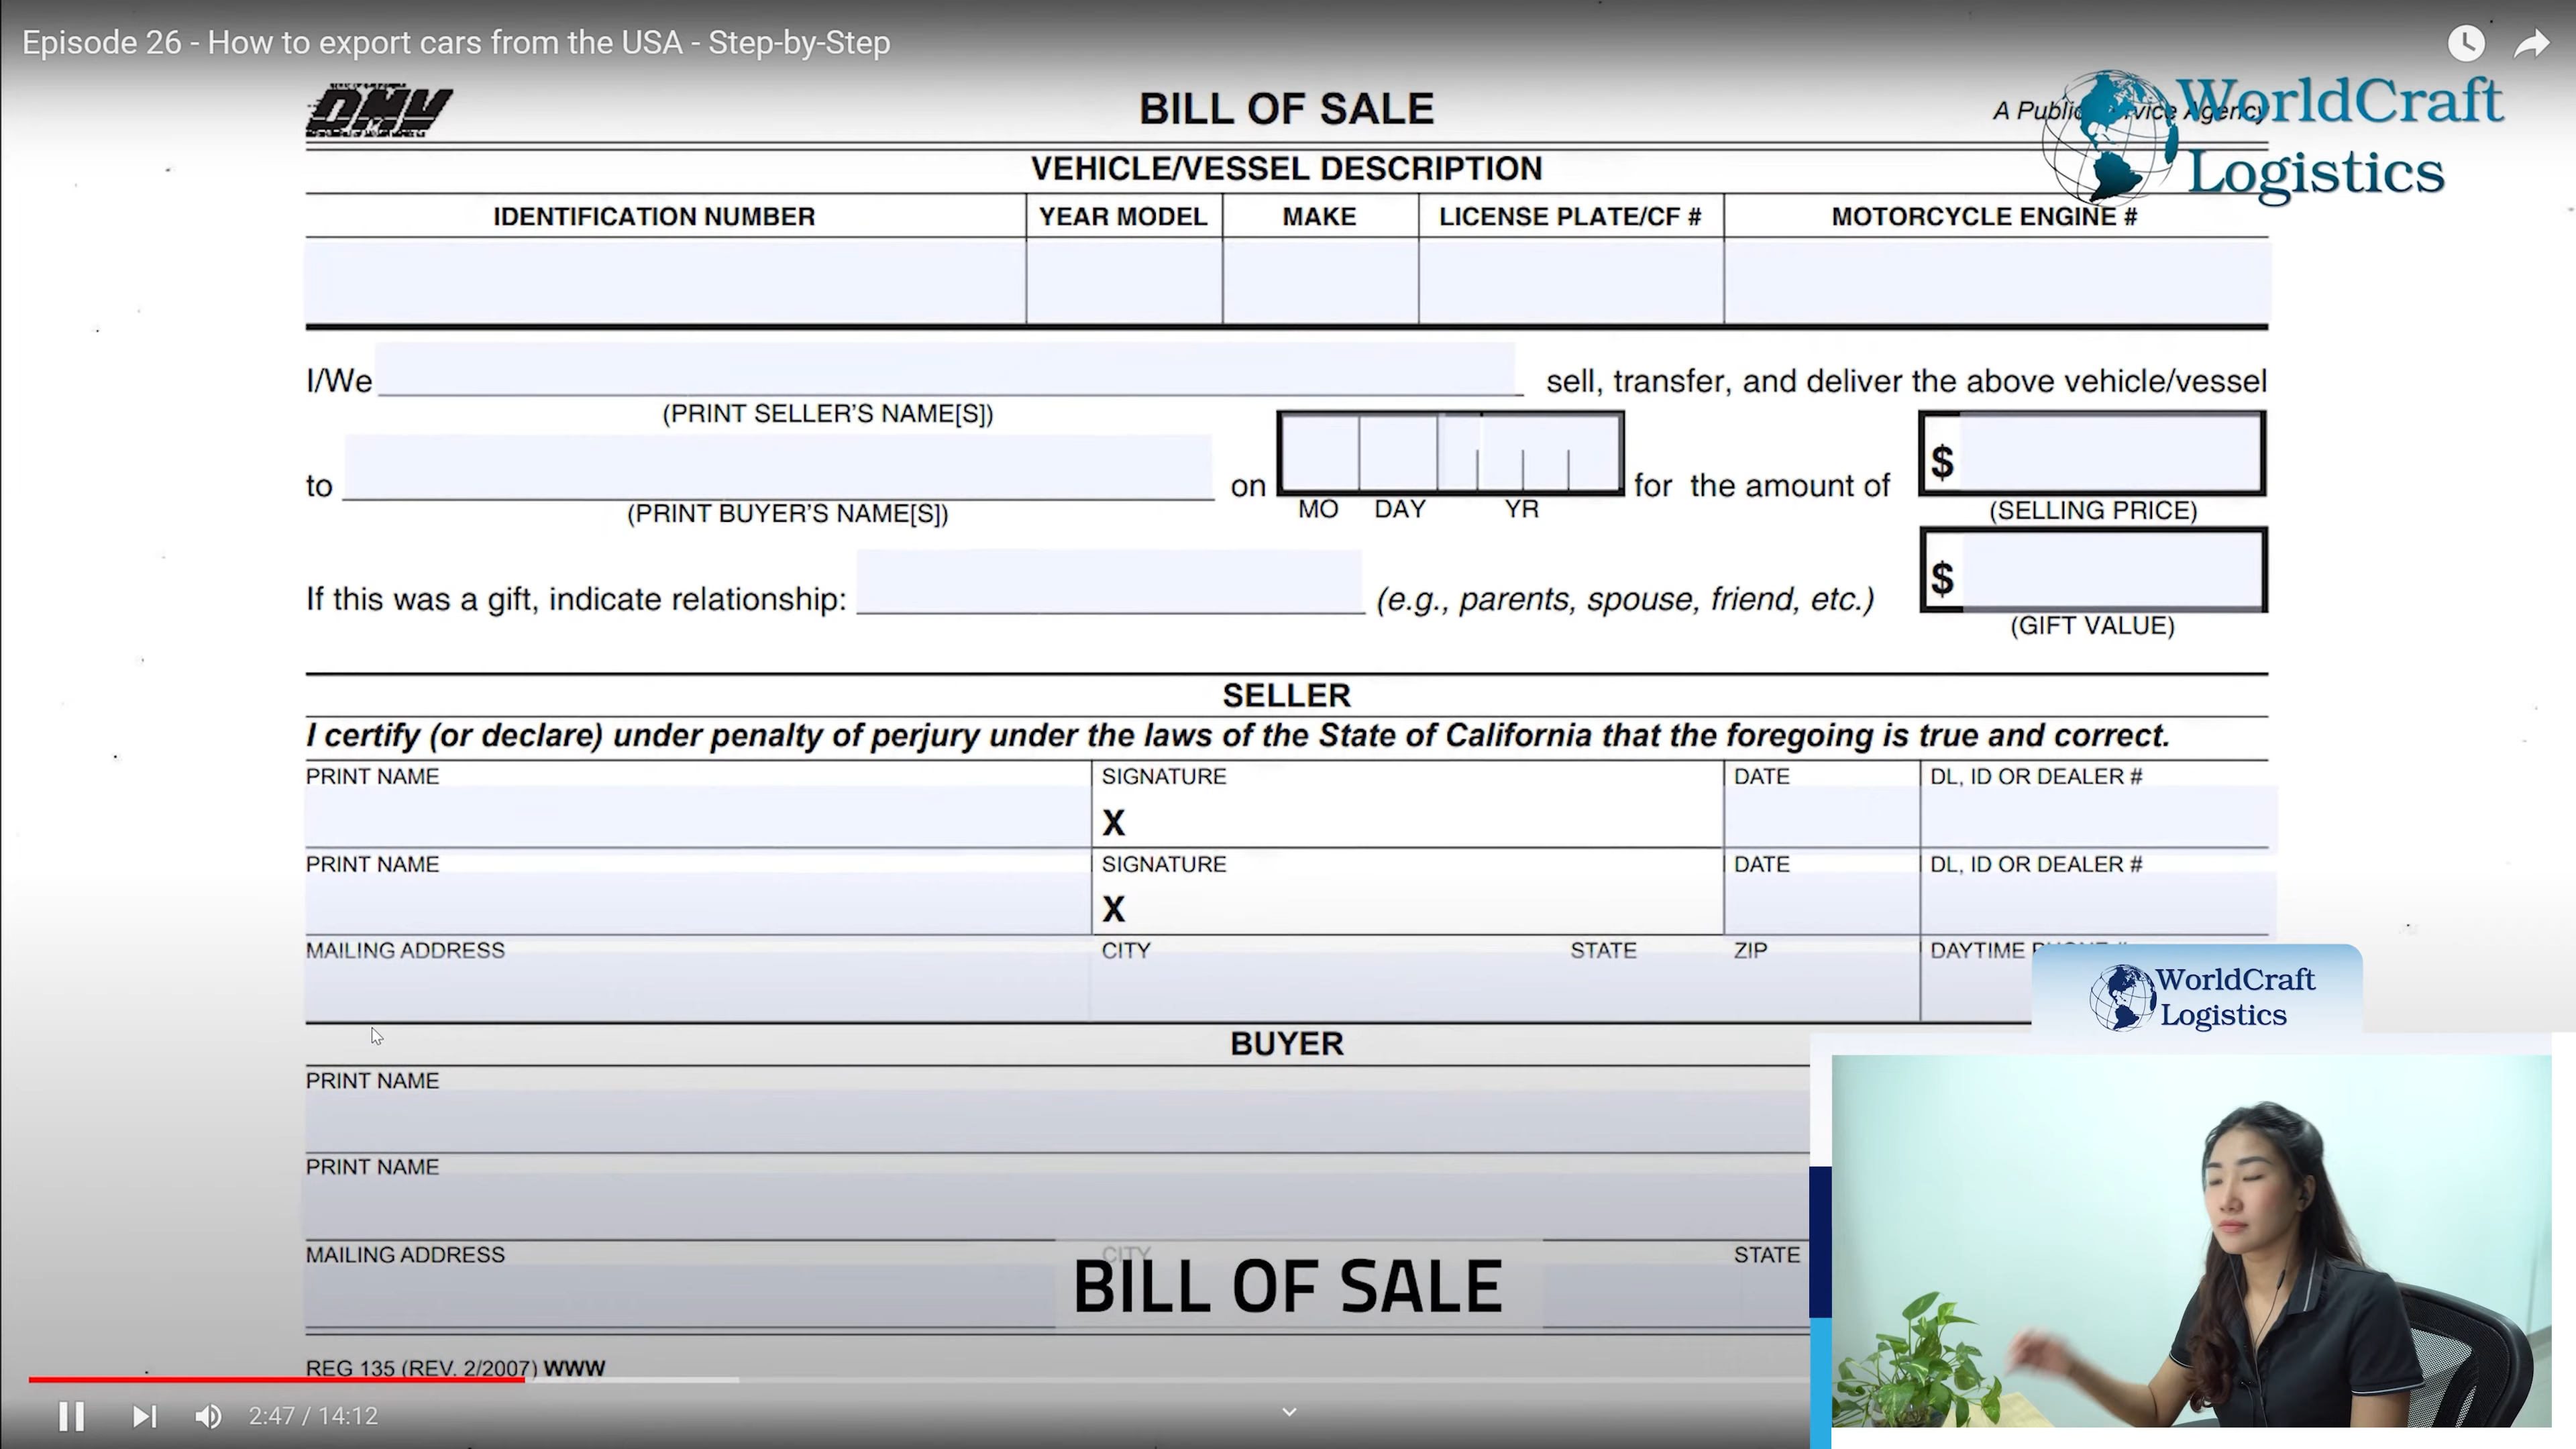 Episode 26 - How to export cars from the USA - Step-by-Step
DMV
BILL OF SALE
A Public Service Agency
WorldCraft
Logistics
VEHICLE/VESSEL DESCRIPTION
IDENTIFICATION NUMBER YEAR MODEL MAKE LICENSE PLATE/CF # MOTORCYCLE ENGINE #
I/We sell, transfer, and deliver the above vehicle/vessel
(PRINT SELLER'S NAME[S])
to on for the amount of $
(PRINT BUYER'S NAME[S]) MO DAY YR (SELLING PRICE)
If this was a gift, indicate relationship: (e.g., parents, spouse, friend, etc.) $
(GIFT VALUE)
SELLER
I certify (or declare) under penalty of perjury under the laws of the State of California that the foregoing is true and correct.
PRINT NAME SIGNATURE DATE DL, ID OR DEALER #
X
PRINT NAME SIGNATURE DATE DL, ID OR DEALER #
X
MAILING ADDRESS CITY STATE ZIP DAYTIME
WorldCraft
Logistics
BUYER
PRINT NAME
PRINT NAME
MAILING ADDRESS CITY STATE
BILL OF SALE
REG 135 (REV. 2/2007) WWW
2:47 / 14:12